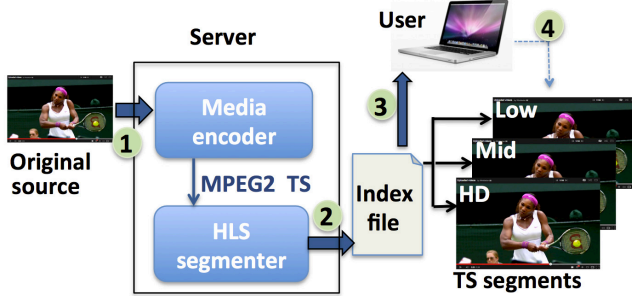 Server
User
4
Original
source
1
Media
encoder
MPEG2 TS
HLS
segmenter
2
3
Index
file
Low
Mid
HD
TS segments